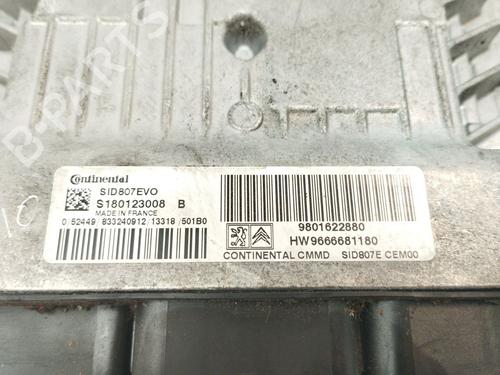 B-PARTS
Continental
SID807EVO
S180123008 B
MADE IN FRANCE
0 52449 833240912 13318 501B0
9801622880
HW9666681180
CONTINENTAL CMMD SID807E CEM00